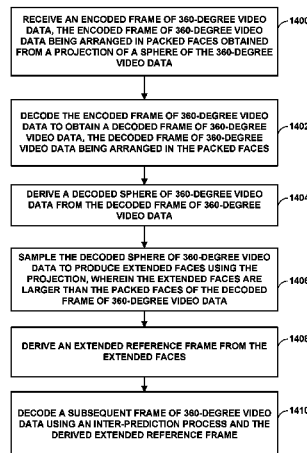 RECEIVE AN ENCODED FRAME OF 360-DEGREE VIDEO
DATA, THE ENCODED FRAME OF 360-DEGREE VIDEO
DATA BEING ARRANGED IN PACKED FACES OBTAINED
FROM A PROJECTION OF A SPHERE OF THE 360-DEGREE
VIDEO DATA
1400
DECODE THE ENCODED FRAME OF 360-DEGREE VIDEO
DATA TO OBTAIN A DECODED FRAME OF 360-DEGREE
VIDEO DATA, THE DECODED FRAME OF 360-DEGREE
VIDEO DATA BEING ARRANGED IN THE PACKED FACES
1402
DERIVE A DECODED SPHERE OF 360-DEGREE VIDEO
DATA FROM THE DECODED FRAME OF 360-DEGREE
VIDEO DATA
1404
SAMPLE THE DECODED SPHERE OF 360-DEGREE VIDEO
DATA TO PRODUCE EXTENDED FACES USING THE
PROJECTION, WHEREIN THE EXTENDED FACES ARE
LARGER THAN THE PACKED FACES OF THE DECODED
FRAME OF 360-DEGREE VIDEO DATA
1406
DERIVE AN EXTENDED REFERENCE FRAME FROM THE
EXTENDED FACES
1408
DECODE A SUBSEQUENT FRAME OF 360-DEGREE VIDEO
DATA USING AN INTER-PREDICTION PROCESS AND THE
DERIVED EXTENDED REFERENCE FRAME
1410